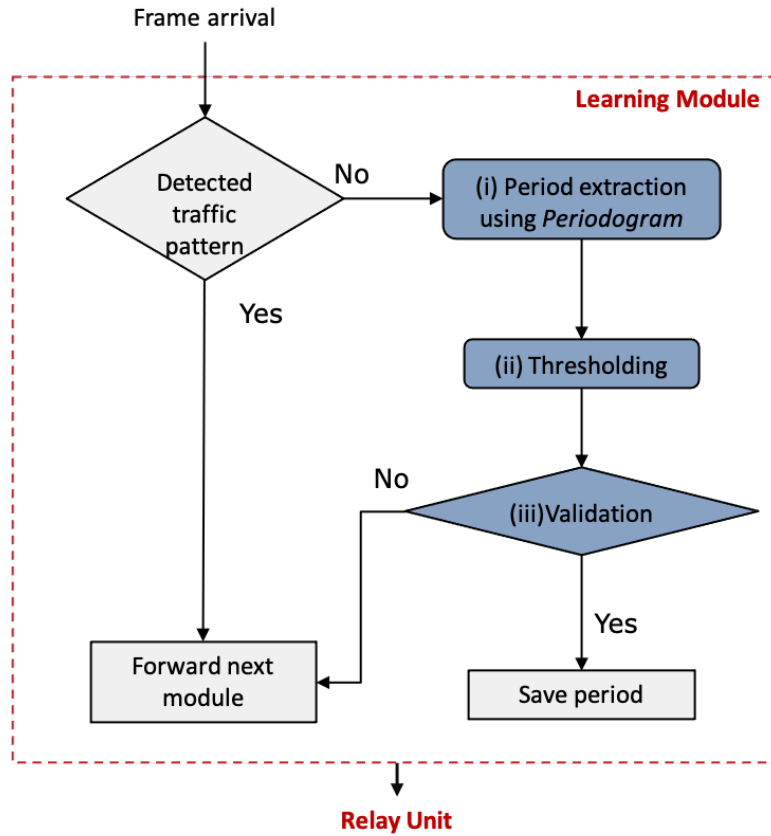 Frame arrival
Learning Module
Detected
traffic
pattern
No
(i) Period extraction
using Periodogram
Yes
(ii) Thresholding
No
(iii)Validation
Yes
Forward next
module
Save period
Relay Unit